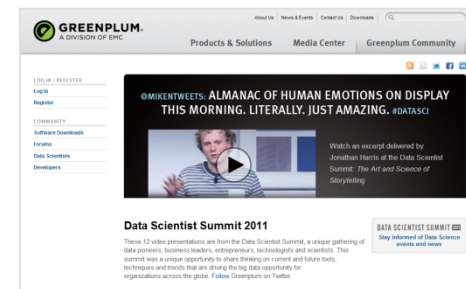 About Us News & Events Contact Us Downloads
GREENPLUM.
A DIVISION OF EMC
Products & Solutions Media Center Greenplum Community
LOG IN / REGISTER
Log In
Register
COMMUNITY
Software Downloads
Forums
Data Scientists
Developers
@MIKENTWEETS: ALMANAC OF HUMAN EMOTIONS ON DISPLAY
THIS MORNING. LITERALLY. JUST AMAZING. #DATASCI
Watch an excerpt delivered by
Jonathan Harris at the Data Scientist
Summit: The Art and Science of
Storytelling
Data Scientist Summit 2011
These 12 video presentations are from the Data Scientist Summit, a unique gathering of
data pioneers, business leaders, entrepreneurs, technologists and scientists. This
summit was a unique opportunity to share thinking on current and future tools,
techniques and trends that are driving the big data opportunity for
organizations across the globe. Follow Greenplum on Twitter.
DATA SCIENTIST SUMMIT
Stay informed of Data Science
events and news